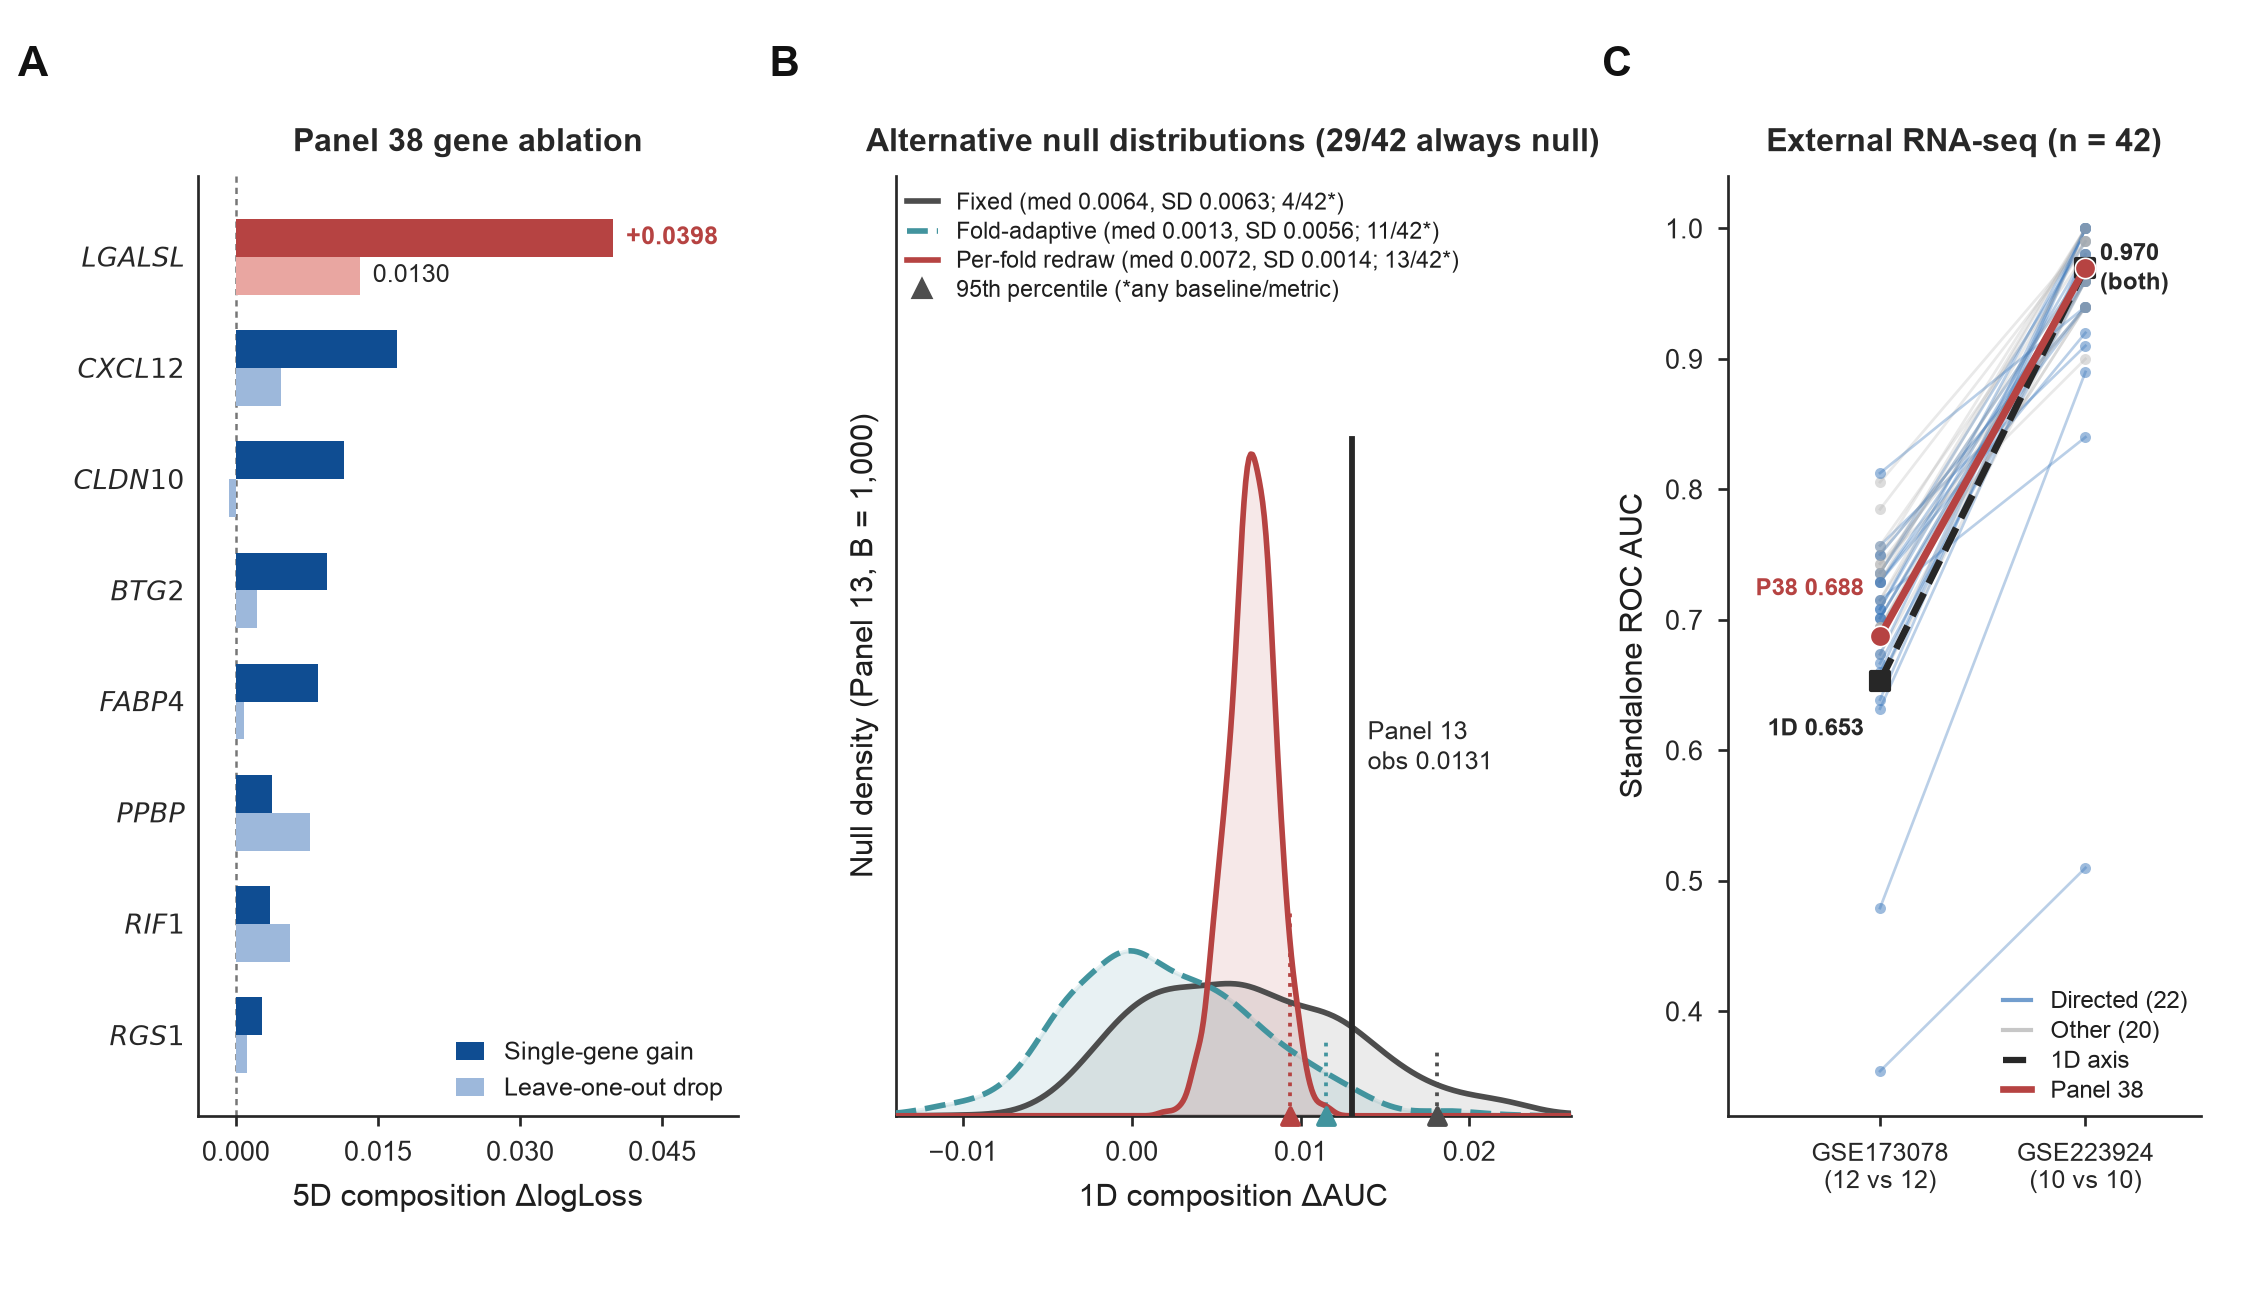 A
Panel 38 gene ablation
LGALSL
CXCL12
CLDN10
BTG2
FABP4
PPBP
RIF1
RGS1
+0.0398
0.0130
Single-gene gain
Leave-one-out drop
0.000
0.015
0.030
0.045
5D composition ΔlogLoss
B
Alternative null distributions (29/42 always null)
Fixed (med 0.0064, SD 0.0063; 4/42*)
Fold-adaptive (med 0.0013, SD 0.0056; 11/42*)
Per-fold redraw (med 0.0072, SD 0.0014; 13/42*)
95th percentile (*any baseline/metric)
Null density (Panel 13, B = 1,000)
Panel 13
obs 0.0131
−0.01
0.00
0.01
0.02
1D composition ΔAUC
C
External RNA-seq (n = 42)
Standalone ROC AUC
1.0
0.9
0.8
0.7
0.6
0.5
0.4
0.970
(both)
P38 0.688
1D 0.653
Directed (22)
Other (20)
1D axis
Panel 38
GSE173078
(12 vs 12)
GSE223924
(10 vs 10)